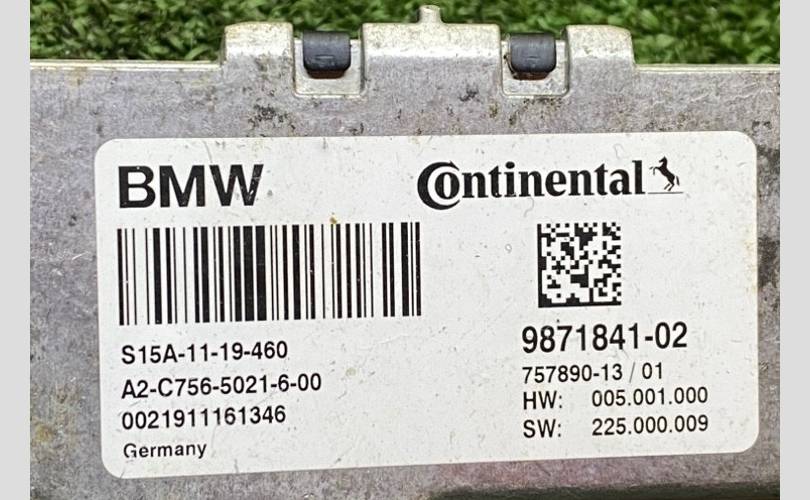 BMW
Continental
S15A-11-19-460
A2-C756-5021-6-00
0021911161346
Germany
9871841-02
757890-13 / 01
HW: 005.001.000
SW: 225.000.009